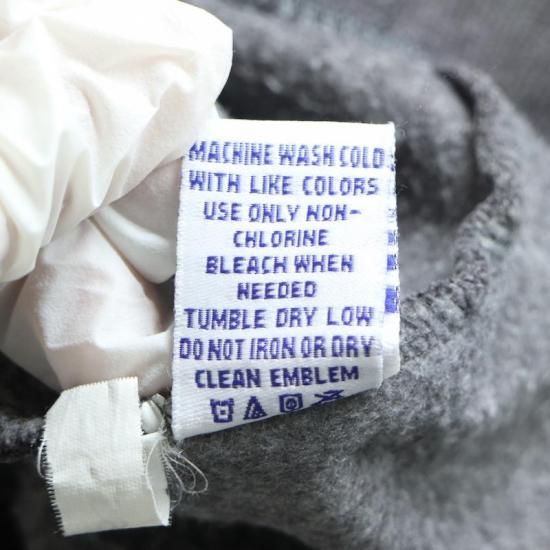 MACHINE WASH COLD
WITH LIKE COLORS
USE ONLY NON-
CHLORINE
BLEACH WHEN
NEEDED
TUMBLE DRY LOW
DO NOT IRON OR DRY
CLEAN EMBLEM